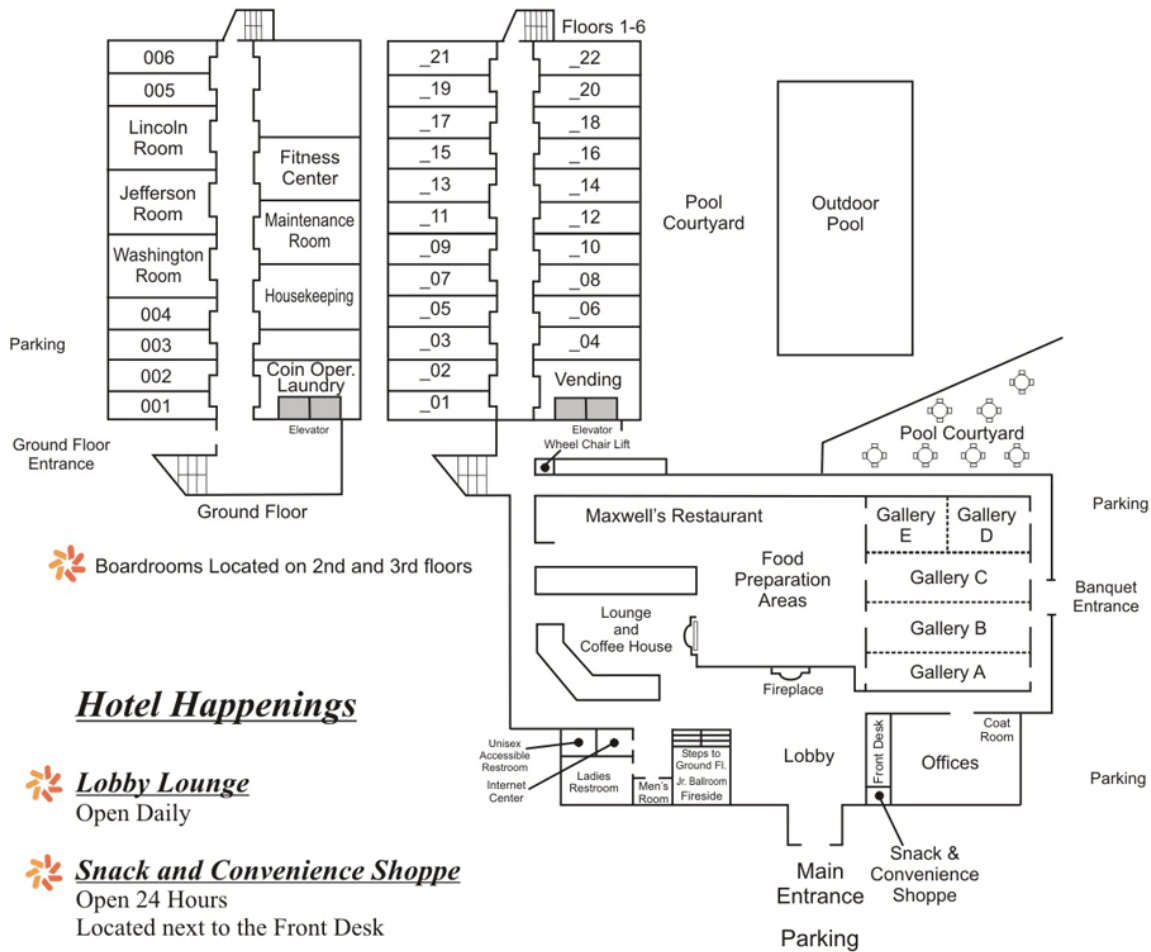 Floors 1-6
006
005
Lincoln
Room
Jefferson
Room
Washington
Room
004
003
002
001
Fitness
Center
Maintenance
Room
Housekeeping
Coin Oper.
Laundry
Elevator
Parking
Ground Floor
Entrance
Ground Floor
_21
_19
_17
_15
_13
_11
_09
_07
_05
_03
_02
_01
_22
_20
_18
_16
_14
_12
_10
_08
_06
_04
Vending
Elevator
Wheel Chair Lift
Pool
Courtyard
Outdoor
Pool
Pool Courtyard
Parking
Maxwell's Restaurant
Gallery
E
Gallery
D
Food
Preparation
Areas
Gallery C
Banquet
Entrance
Lounge
and
Coffee House
Gallery B
Gallery A
Fireplace
Boardrooms Located on 2nd and 3rd floors
Unisex
Accessible
Restroom
Internet
Center
Ladies
Restroom
Men's
Room
Steps to
Ground Fl.
Jr. Ballroom
Fireside
Lobby
Front Desk
Offices
Coat
Room
Parking
Main
Entrance
Snack &
Convenience
Shoppe
Parking
Hotel Happenings
Lobby Lounge
Open Daily
Snack and Convenience Shoppe
Open 24 Hours
Located next to the Front Desk